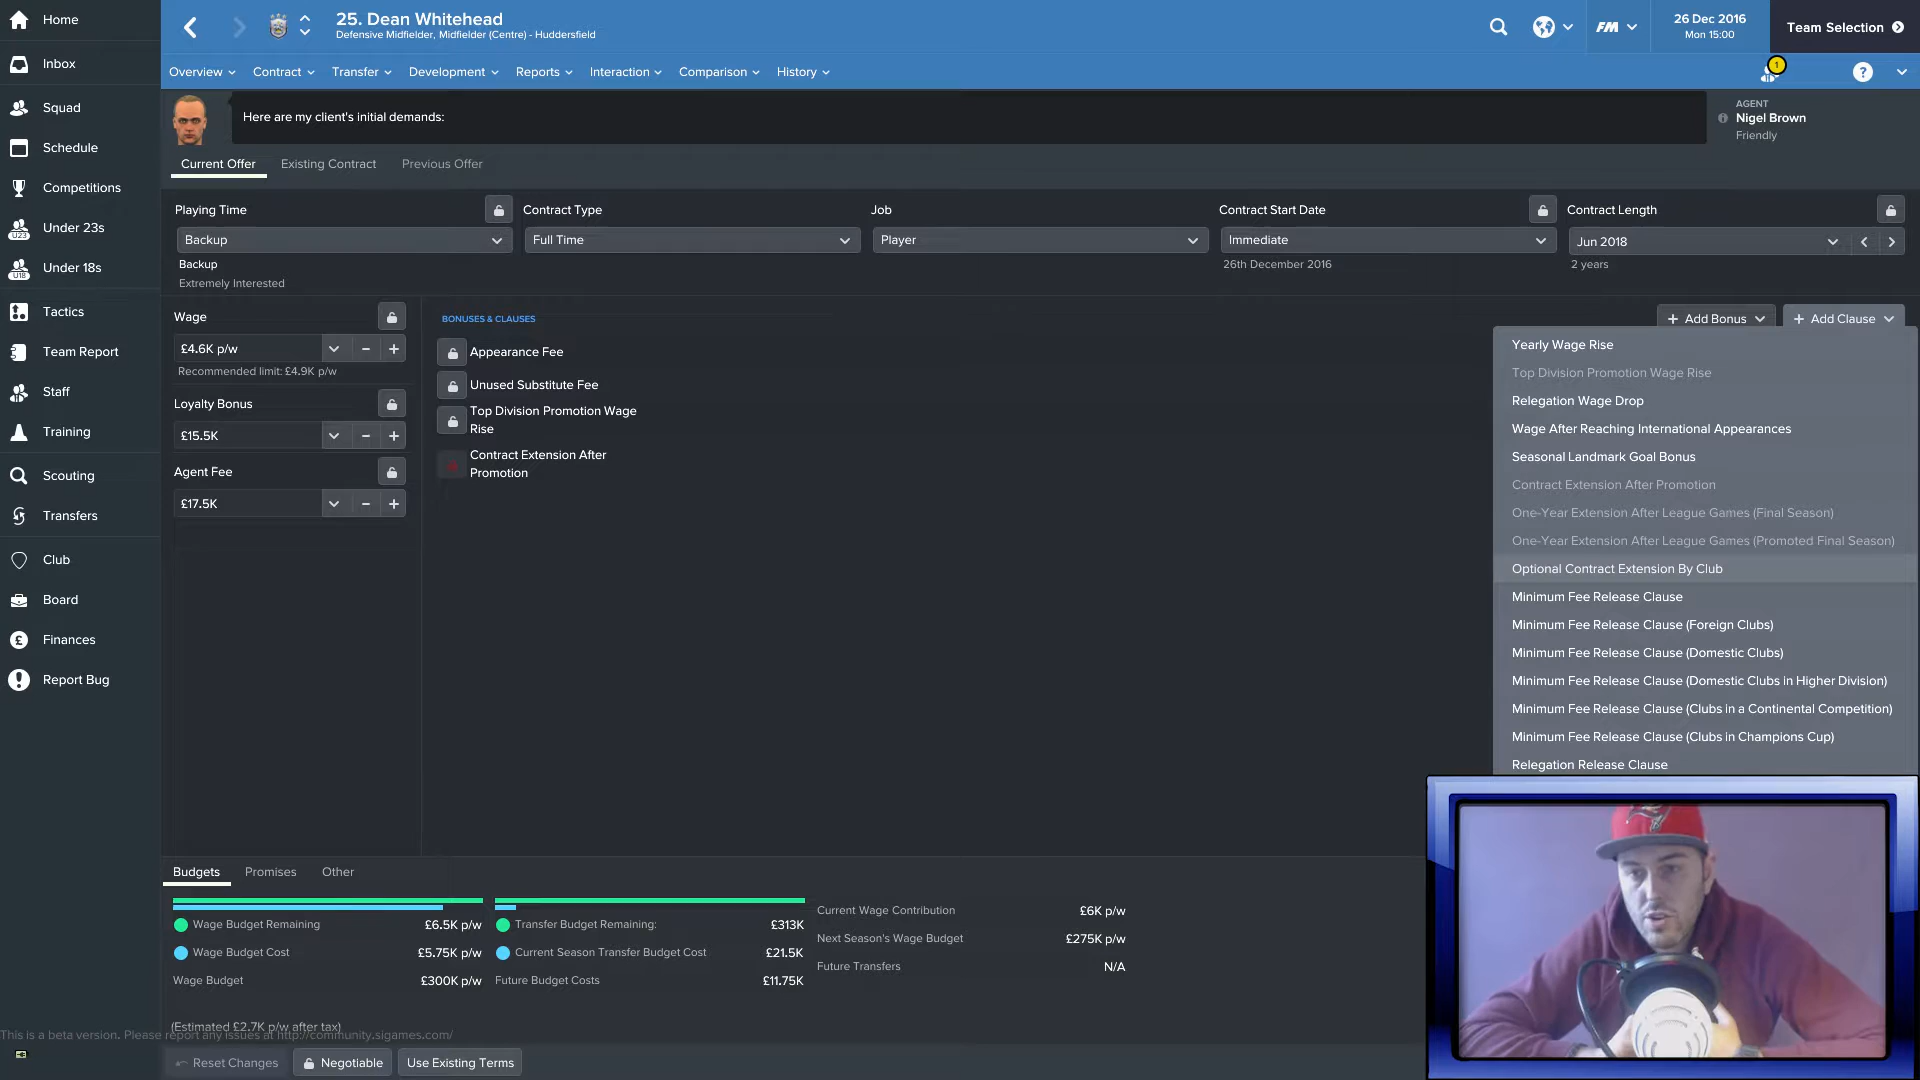 Home
25. Dean Whitehead
Defensive Midfielder, Midfielder (Centre) - Huddersfield
FM
26 Dec 2016
Mon 15:00
Team Selection
Inbox
Overview
Contract
Transfer
Development
Reports
Interaction
Comparison
History
1
?
Squad
Schedule
Competitions
Under 23s
Under 18s
Tactics
Team Report
Staff
Training
Scouting
Transfers
Club
Board
Finances
Report Bug
Here are my client's initial demands:
AGENT
Nigel Brown
Friendly
Current Offer
Existing Contract
Previous Offer
Playing Time
Backup
Backup
Extremely Interested
Contract Type
Full Time
Job
Player
Contract Start Date
Immediate
26th December 2016
Contract Length
Jun 2018
2 years
Wage
£4.6K p/w
Recommended limit: £4.9K p/w
Loyalty Bonus
£15.5K
Agent Fee
£17.5K
BONUSES & CLAUSES
Appearance Fee
Unused Substitute Fee
Top Division Promotion Wage
Rise
Contract Extension After
Promotion
+ Add Bonus
+ Add Clause
Yearly Wage Rise
Top Division Promotion Wage Rise
Relegation Wage Drop
Wage After Reaching International Appearances
Seasonal Landmark Goal Bonus
Contract Extension After Promotion
One-Year Extension After League Games (Final Season)
One-Year Extension After League Games (Promoted Final Season)
Optional Contract Extension By Club
Minimum Fee Release Clause
Minimum Fee Release Clause (Foreign Clubs)
Minimum Fee Release Clause (Domestic Clubs)
Minimum Fee Release Clause (Domestic Clubs in Higher Division)
Minimum Fee Release Clause (Clubs in a Continental Competition)
Minimum Fee Release Clause (Clubs in Champions Cup)
Relegation Release Clause
Budgets
Promises
Other
Wage Budget Remaining £6.5K p/w
Wage Budget Cost £5.75K p/w
Wage Budget £300K p/w
Transfer Budget Remaining: £313K
Current Season Transfer Budget Cost £21.5K
Future Budget Costs £11.75K
Current Wage Contribution £6K p/w
Next Season's Wage Budget £275K p/w
Future Transfers N/A
(Estimated £2.7K p/w after tax)
This is a beta version. Please report any issues at http://community.sigames.com/
Reset Changes
Negotiable
Use Existing Terms